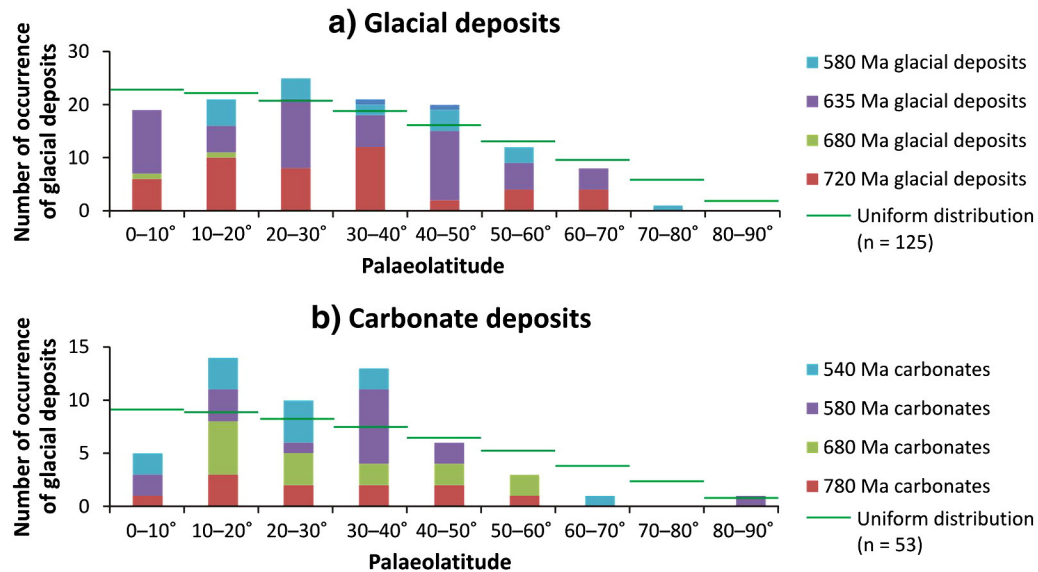 a) Glacial deposits
Number of occurrence
of glacial deposits
30
20
10
0
0–10° 10–20° 20–30° 30–40° 40–50° 50–60° 60–70° 70–80° 80–90°
Palaeolatitude
580 Ma glacial deposits
635 Ma glacial deposits
680 Ma glacial deposits
720 Ma glacial deposits
Uniform distribution
(n = 125)
b) Carbonate deposits
Number of occurrence
of glacial deposits
15
10
5
0
0–10° 10–20° 20–30° 30–40° 40–50° 50–60° 60–70° 70–80° 80–90°
Palaeolatitude
540 Ma carbonates
580 Ma carbonates
680 Ma carbonates
780 Ma carbonates
Uniform distribution
(n = 53)